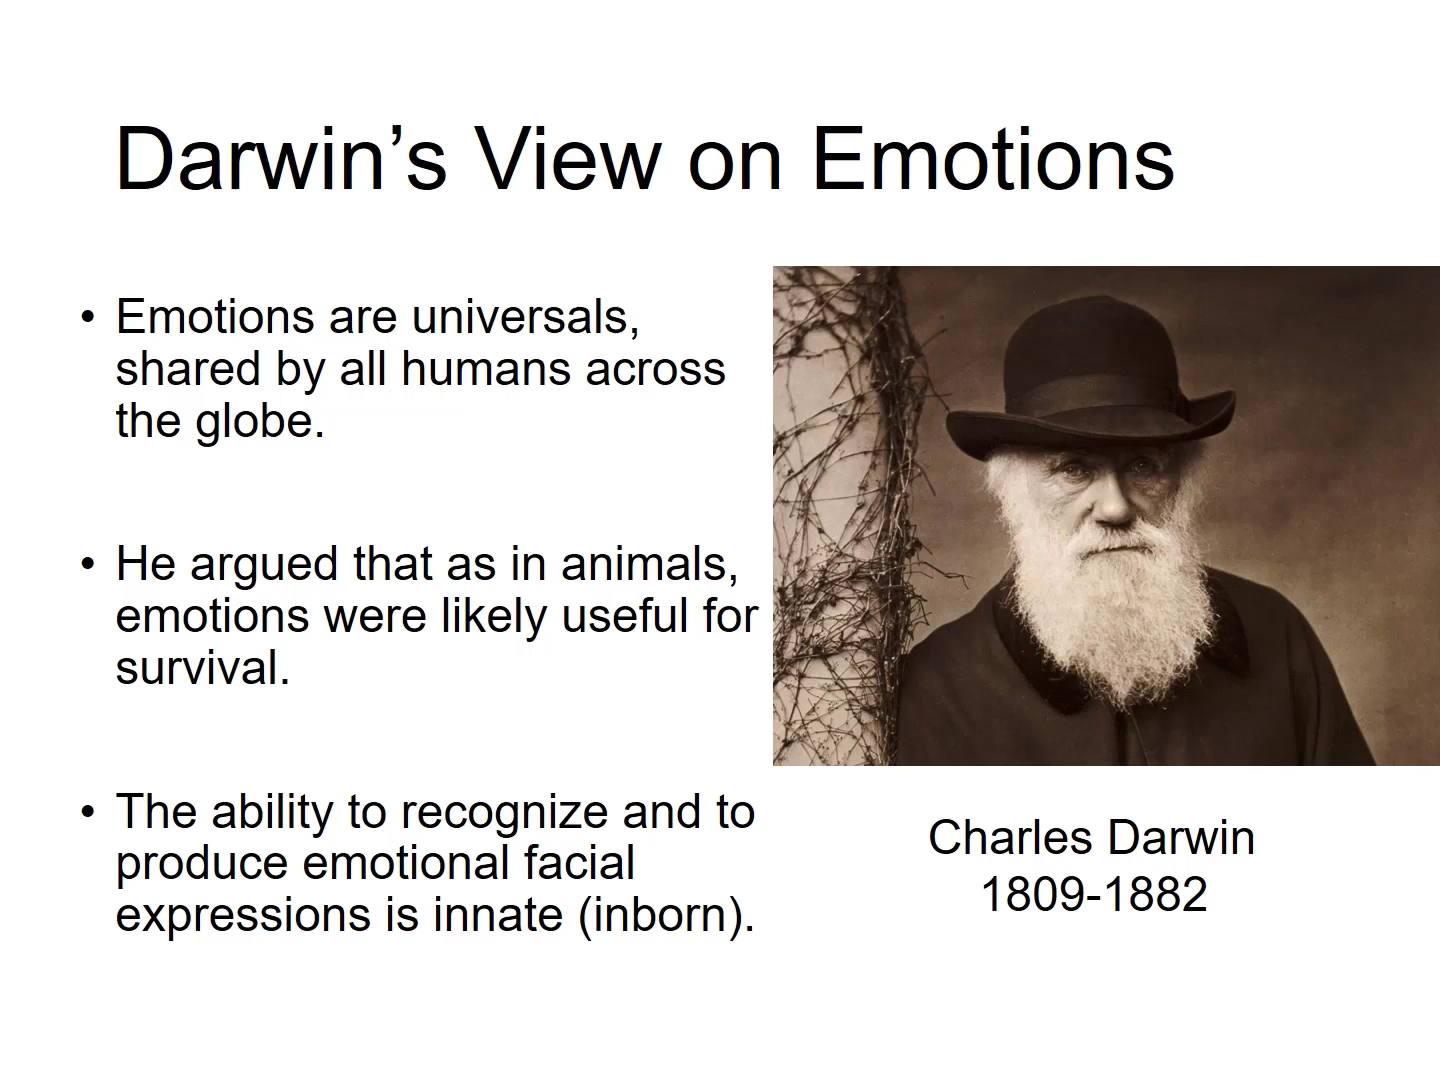 Darwin’s View on Emotions
• Emotions are universals,
shared by all humans across
the globe.
• He argued that as in animals,
emotions were likely useful for
survival.
• The ability to recognize and to
produce emotional facial
expressions is innate (inborn).
Charles Darwin
1809-1882